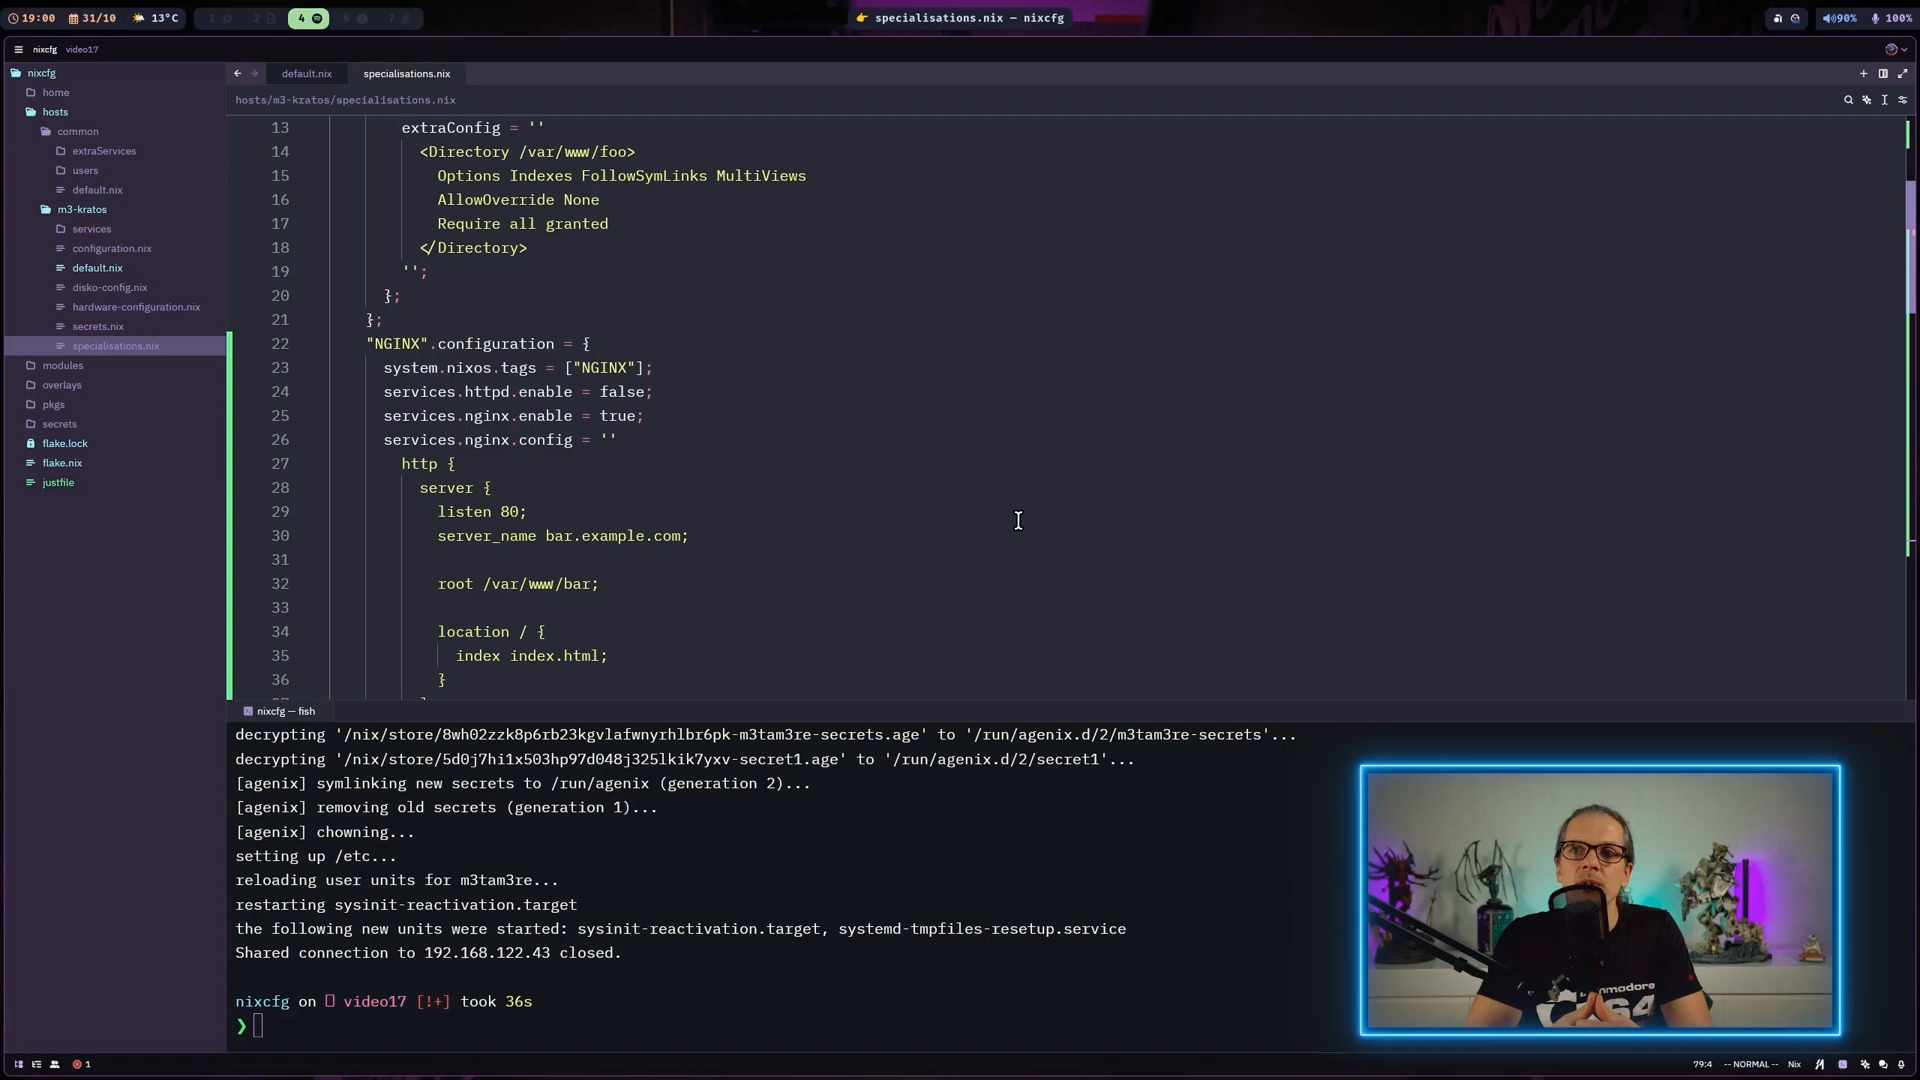 19:00 31/10 13°C 1 2 4 6 7
👉 specialisations.nix — nixcfg
90% 100%
nixcfg video17
nixcfg
home
hosts
common
extraServices
users
default.nix
m3-kratos
services
configuration.nix
default.nix
disko-config.nix
hardware-configuration.nix
secrets.nix
specialisations.nix
modules
overlays
pkgs
secrets
flake.lock
flake.nix
justfile
default.nix specialisations.nix
hosts/m3-kratos/specialisations.nix
13 extraConfig = ''
14 <Directory /var/www/foo>
15 Options Indexes FollowSymLinks MultiViews
16 AllowOverride None
17 Require all granted
18 </Directory>
19 '';
20 };
21 };
22 "NGINX".configuration = {
23 system.nixos.tags = ["NGINX"];
24 services.httpd.enable = false;
25 services.nginx.enable = true;
26 services.nginx.config = ''
27 http {
28 server {
29 listen 80;
30 server_name bar.example.com;
31
32 root /var/www/bar;
33
34 location / {
35 index index.html;
36 }
nixcfg — fish
decrypting '/nix/store/8wh02zzk8p6rb23kgvlafwnyrhlbr6pk-m3tam3re-secrets.age' to '/run/agenix.d/2/m3tam3re-secrets'...
decrypting '/nix/store/5d0j7hi1x503hp97d048j325lkik7yxv-secret1.age' to '/run/agenix.d/2/secret1'...
[agenix] symlinking new secrets to /run/agenix (generation 2)...
[agenix] removing old secrets (generation 1)...
[agenix] chowning...
setting up /etc...
reloading user units for m3tam3re...
restarting sysinit-reactivation.target
the following new units were started: sysinit-reactivation.target, systemd-tmpfiles-resetup.service
Shared connection to 192.168.122.43 closed.
nixcfg on video17 [!+] took 36s
❯
mmodore
64
1
79:4 -- NORMAL -- Nix